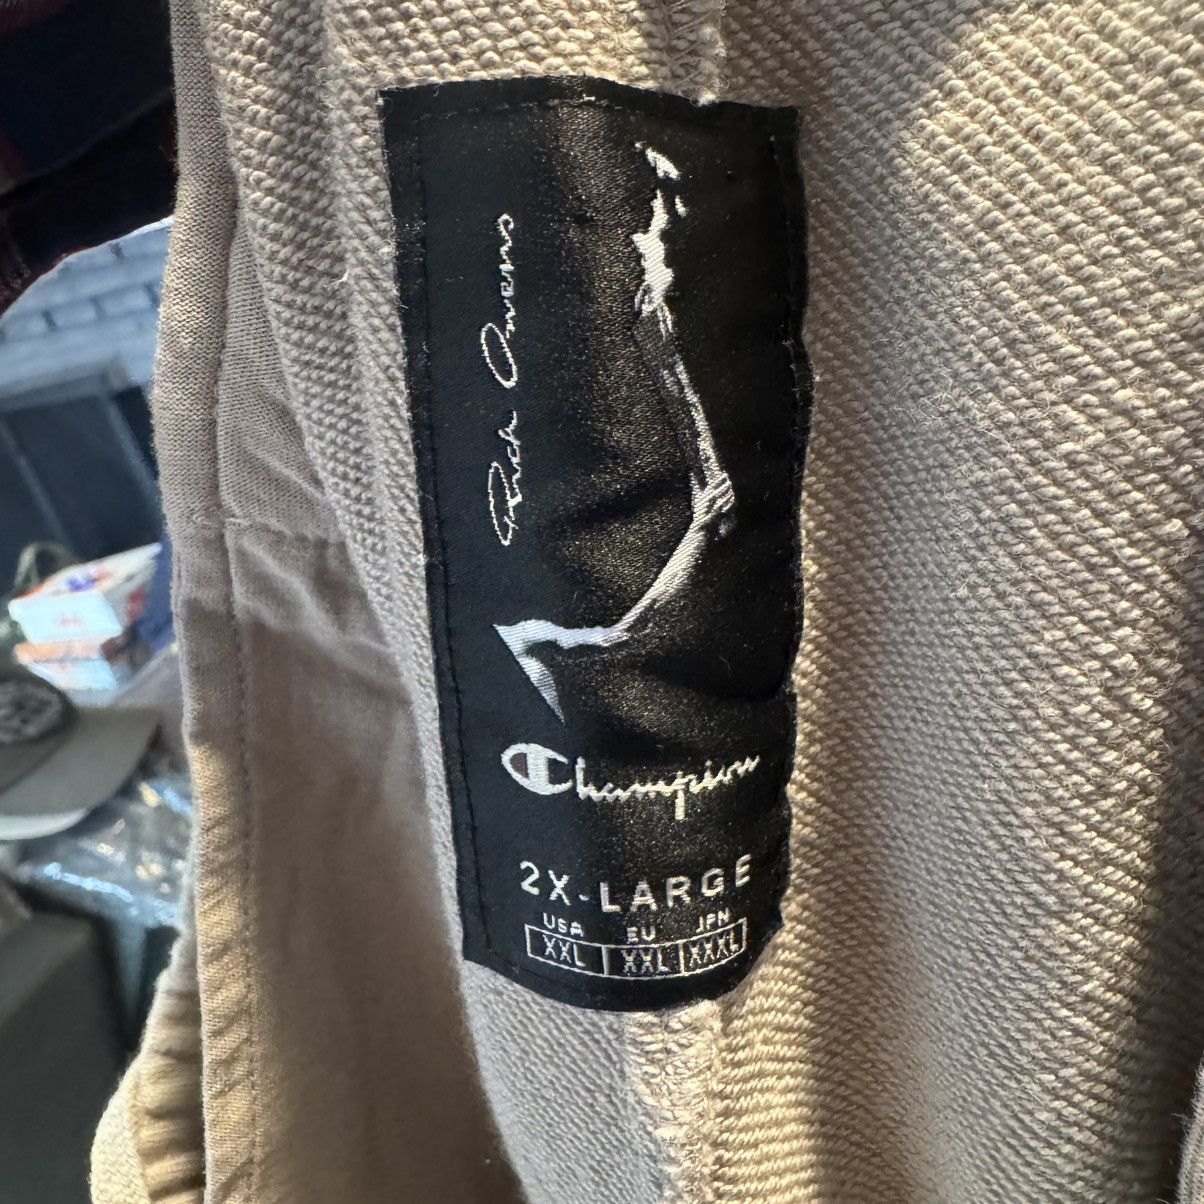 Rick Owens
Champion
2X-LARGE
USA EU JPN
XXL XXL XXXL